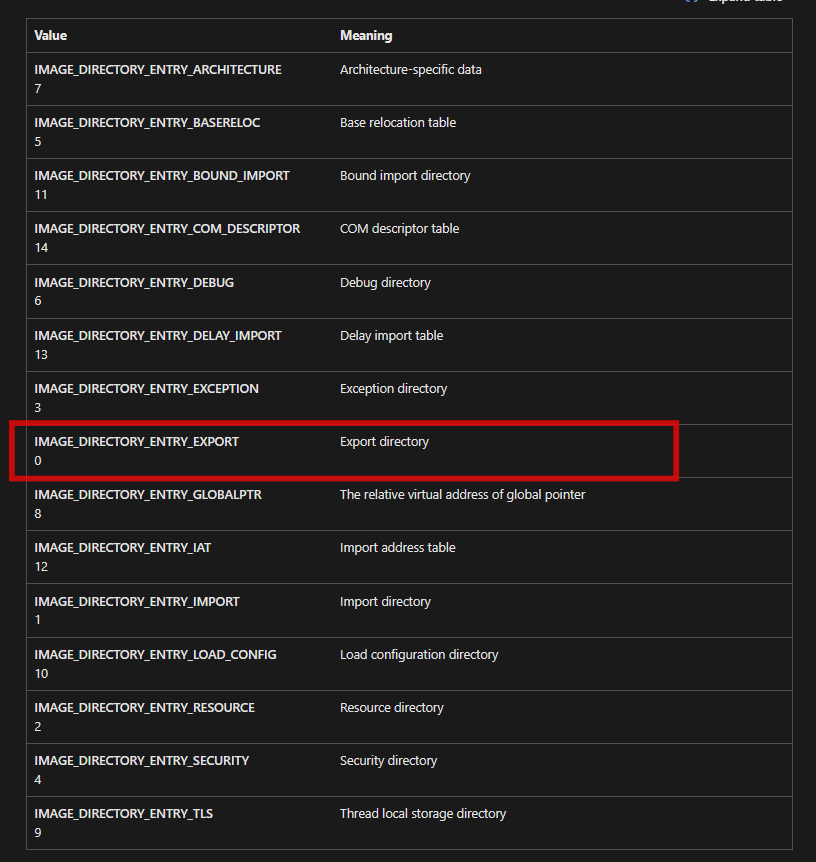 Expand table
Value Meaning
IMAGE_DIRECTORY_ENTRY_ARCHITECTURE Architecture-specific data
7
IMAGE_DIRECTORY_ENTRY_BASERELOC Base relocation table
5
IMAGE_DIRECTORY_ENTRY_BOUND_IMPORT Bound import directory
11
IMAGE_DIRECTORY_ENTRY_COM_DESCRIPTOR COM descriptor table
14
IMAGE_DIRECTORY_ENTRY_DEBUG Debug directory
6
IMAGE_DIRECTORY_ENTRY_DELAY_IMPORT Delay import table
13
IMAGE_DIRECTORY_ENTRY_EXCEPTION Exception directory
3
IMAGE_DIRECTORY_ENTRY_EXPORT Export directory
0
IMAGE_DIRECTORY_ENTRY_GLOBALPTR The relative virtual address of global pointer
8
IMAGE_DIRECTORY_ENTRY_IAT Import address table
12
IMAGE_DIRECTORY_ENTRY_IMPORT Import directory
1
IMAGE_DIRECTORY_ENTRY_LOAD_CONFIG Load configuration directory
10
IMAGE_DIRECTORY_ENTRY_RESOURCE Resource directory
2
IMAGE_DIRECTORY_ENTRY_SECURITY Security directory
4
IMAGE_DIRECTORY_ENTRY_TLS Thread local storage directory
9